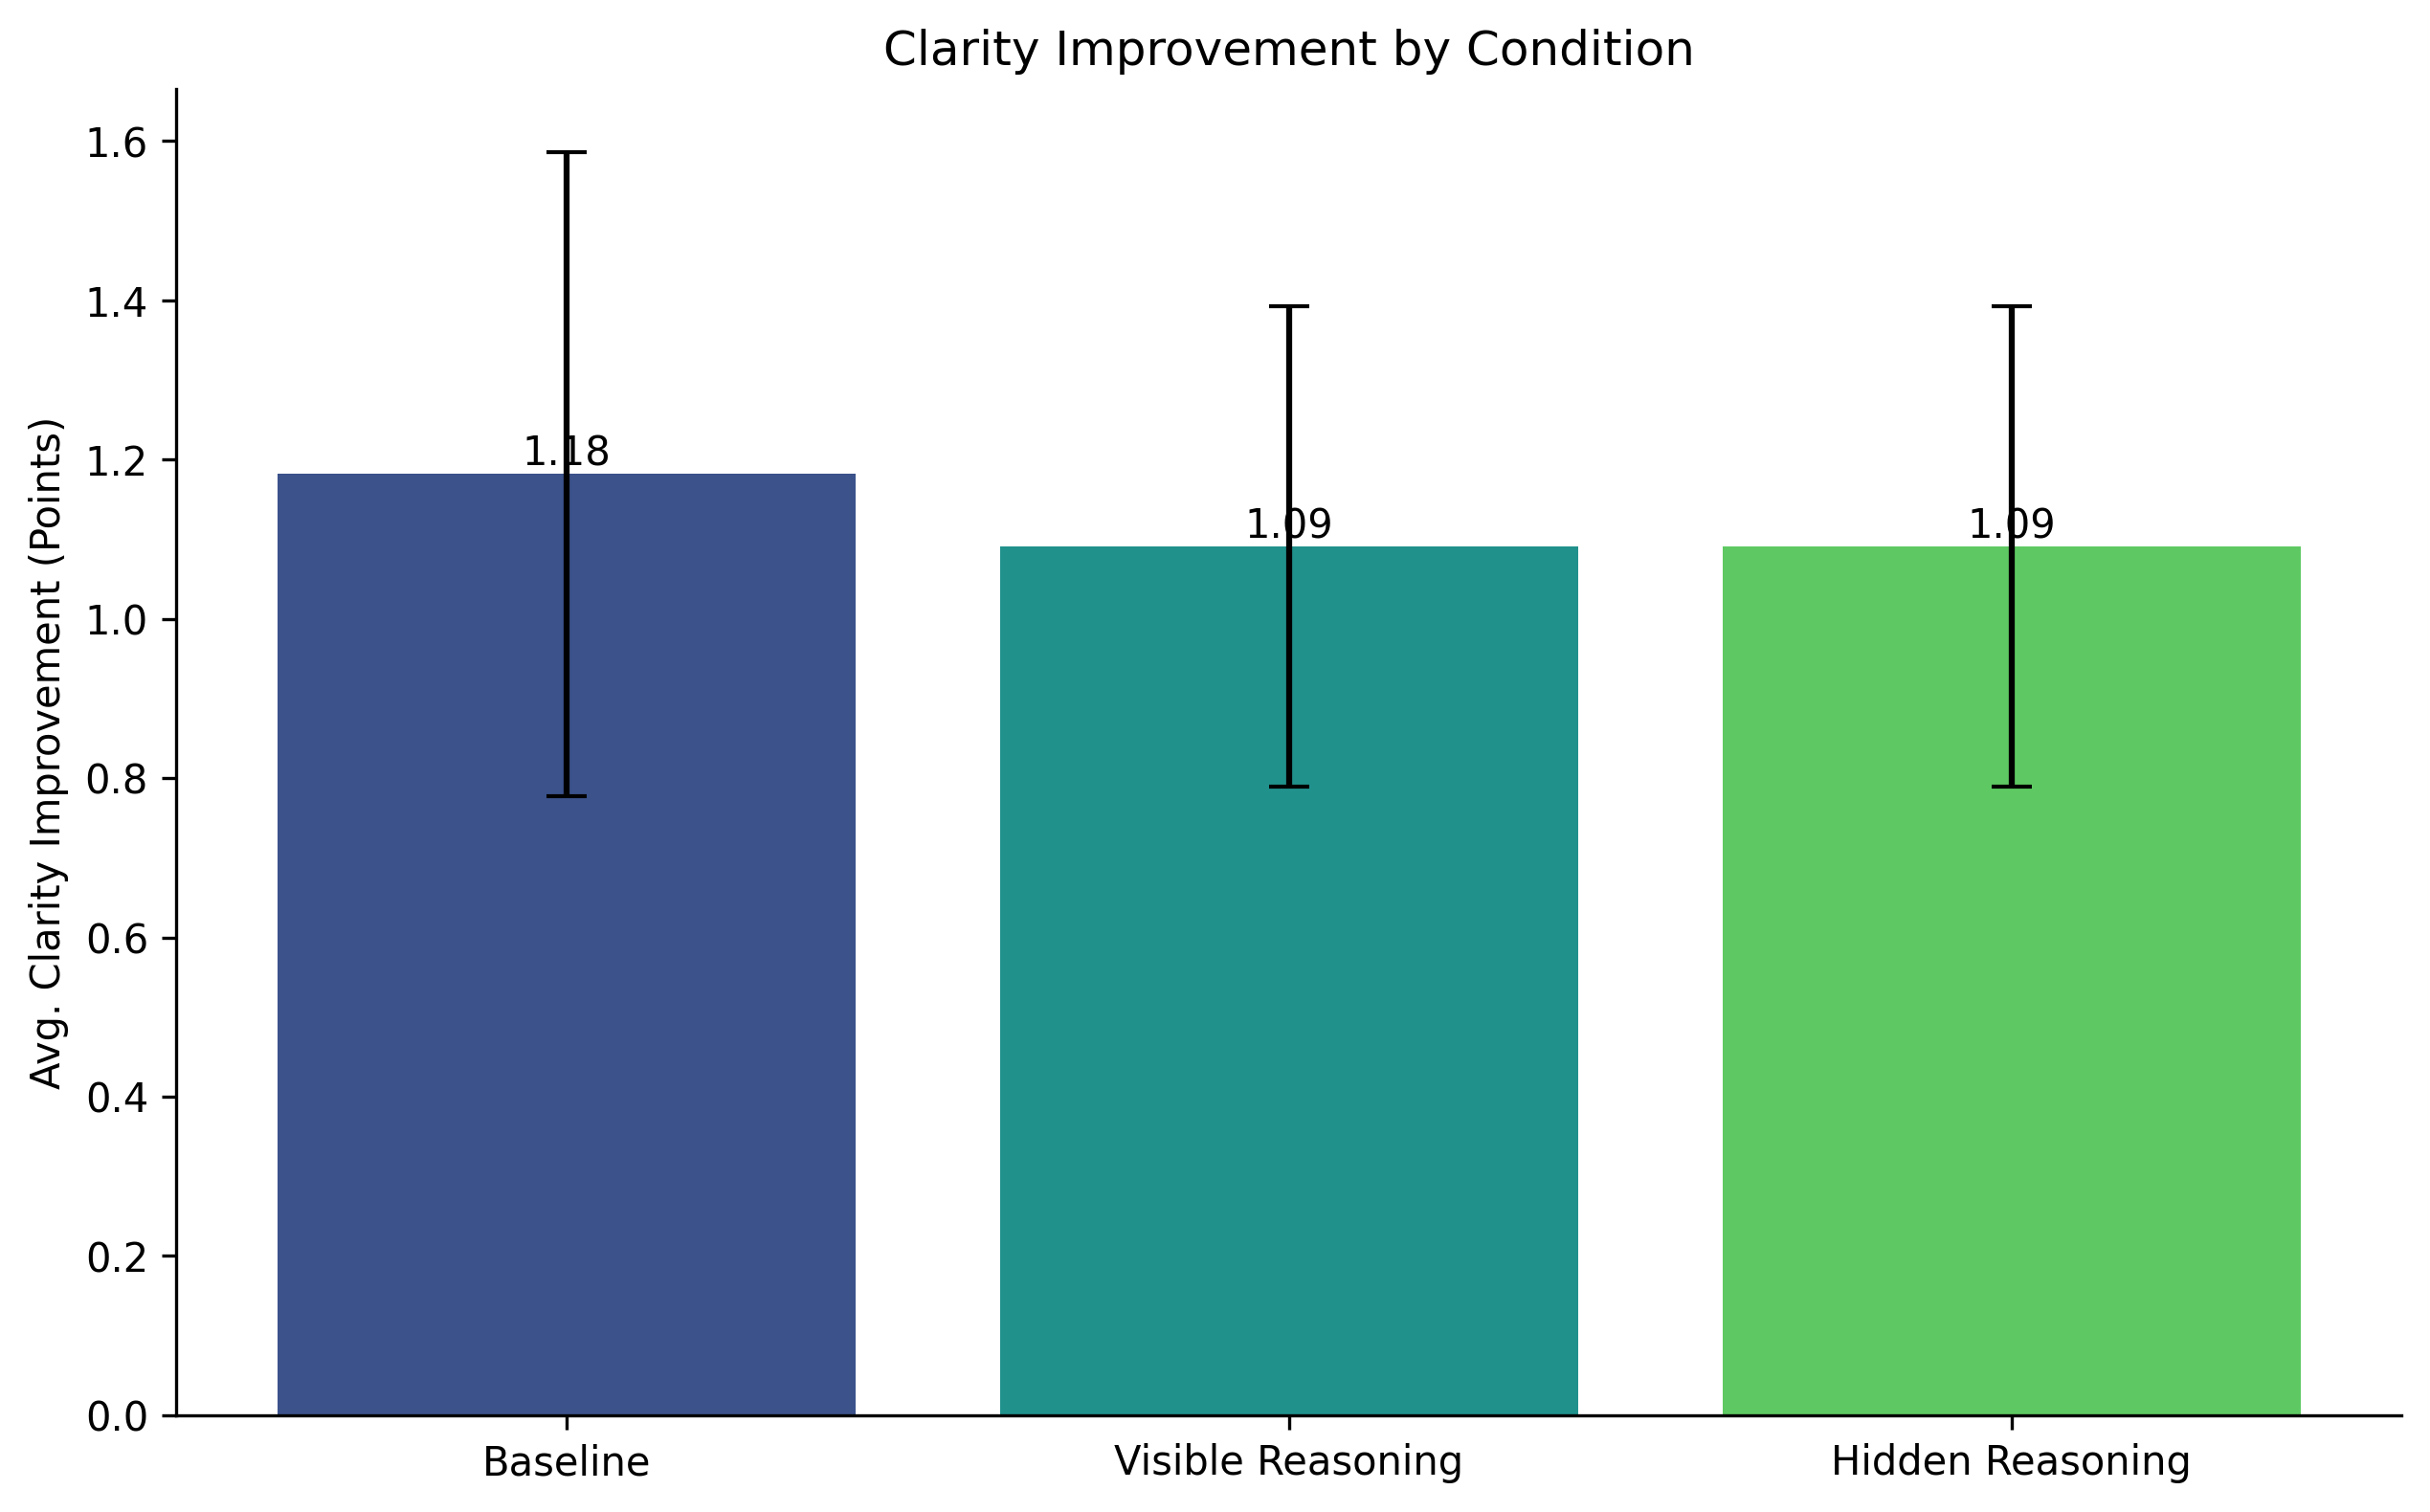 Clarity Improvement by Condition
Avg. Clarity Improvement (Points)
1.6
1.4
1.2
1.0
0.8
0.6
0.4
0.2
0.0
1.18
1.09
1.09
Baseline
Visible Reasoning
Hidden Reasoning